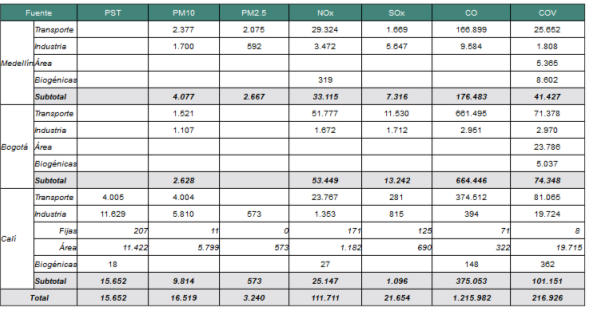 Fuente PST PM10 PM2.5 NOx SOx CO COV
Medellín
Transporte 2.377 2.075 29.324 1.669 166.899 25.652
Industria 1.700 592 3.472 5.647 9.584 1.808
Área 5.365
Biogénicas 319 8.602
Subtotal 4.077 2.667 33.115 7.316 176.483 41.427
Bogotá
Transporte 1.521 51.777 11.530 661.495 71.378
Industria 1.107 1.672 1.712 2.951 2.970
Área 23.786
Biogénicas 5.037
Subtotal 2.628 53.449 13.242 664.446 74.348
Cali
Transporte 4.005 4.004 23.767 281 374.512 81.065
Industria 11.629 5.810 573 1.353 815 394 19.724
Fijas 207 11 0 171 125 71 8
Área 11.422 5.799 573 1.182 690 322 19.715
Biogénicas 18 27 148 362
Subtotal 15.652 9.814 573 25.147 1.096 375.053 101.151
Total 15.652 16.519 3.240 111.711 21.654 1.215.982 216.926